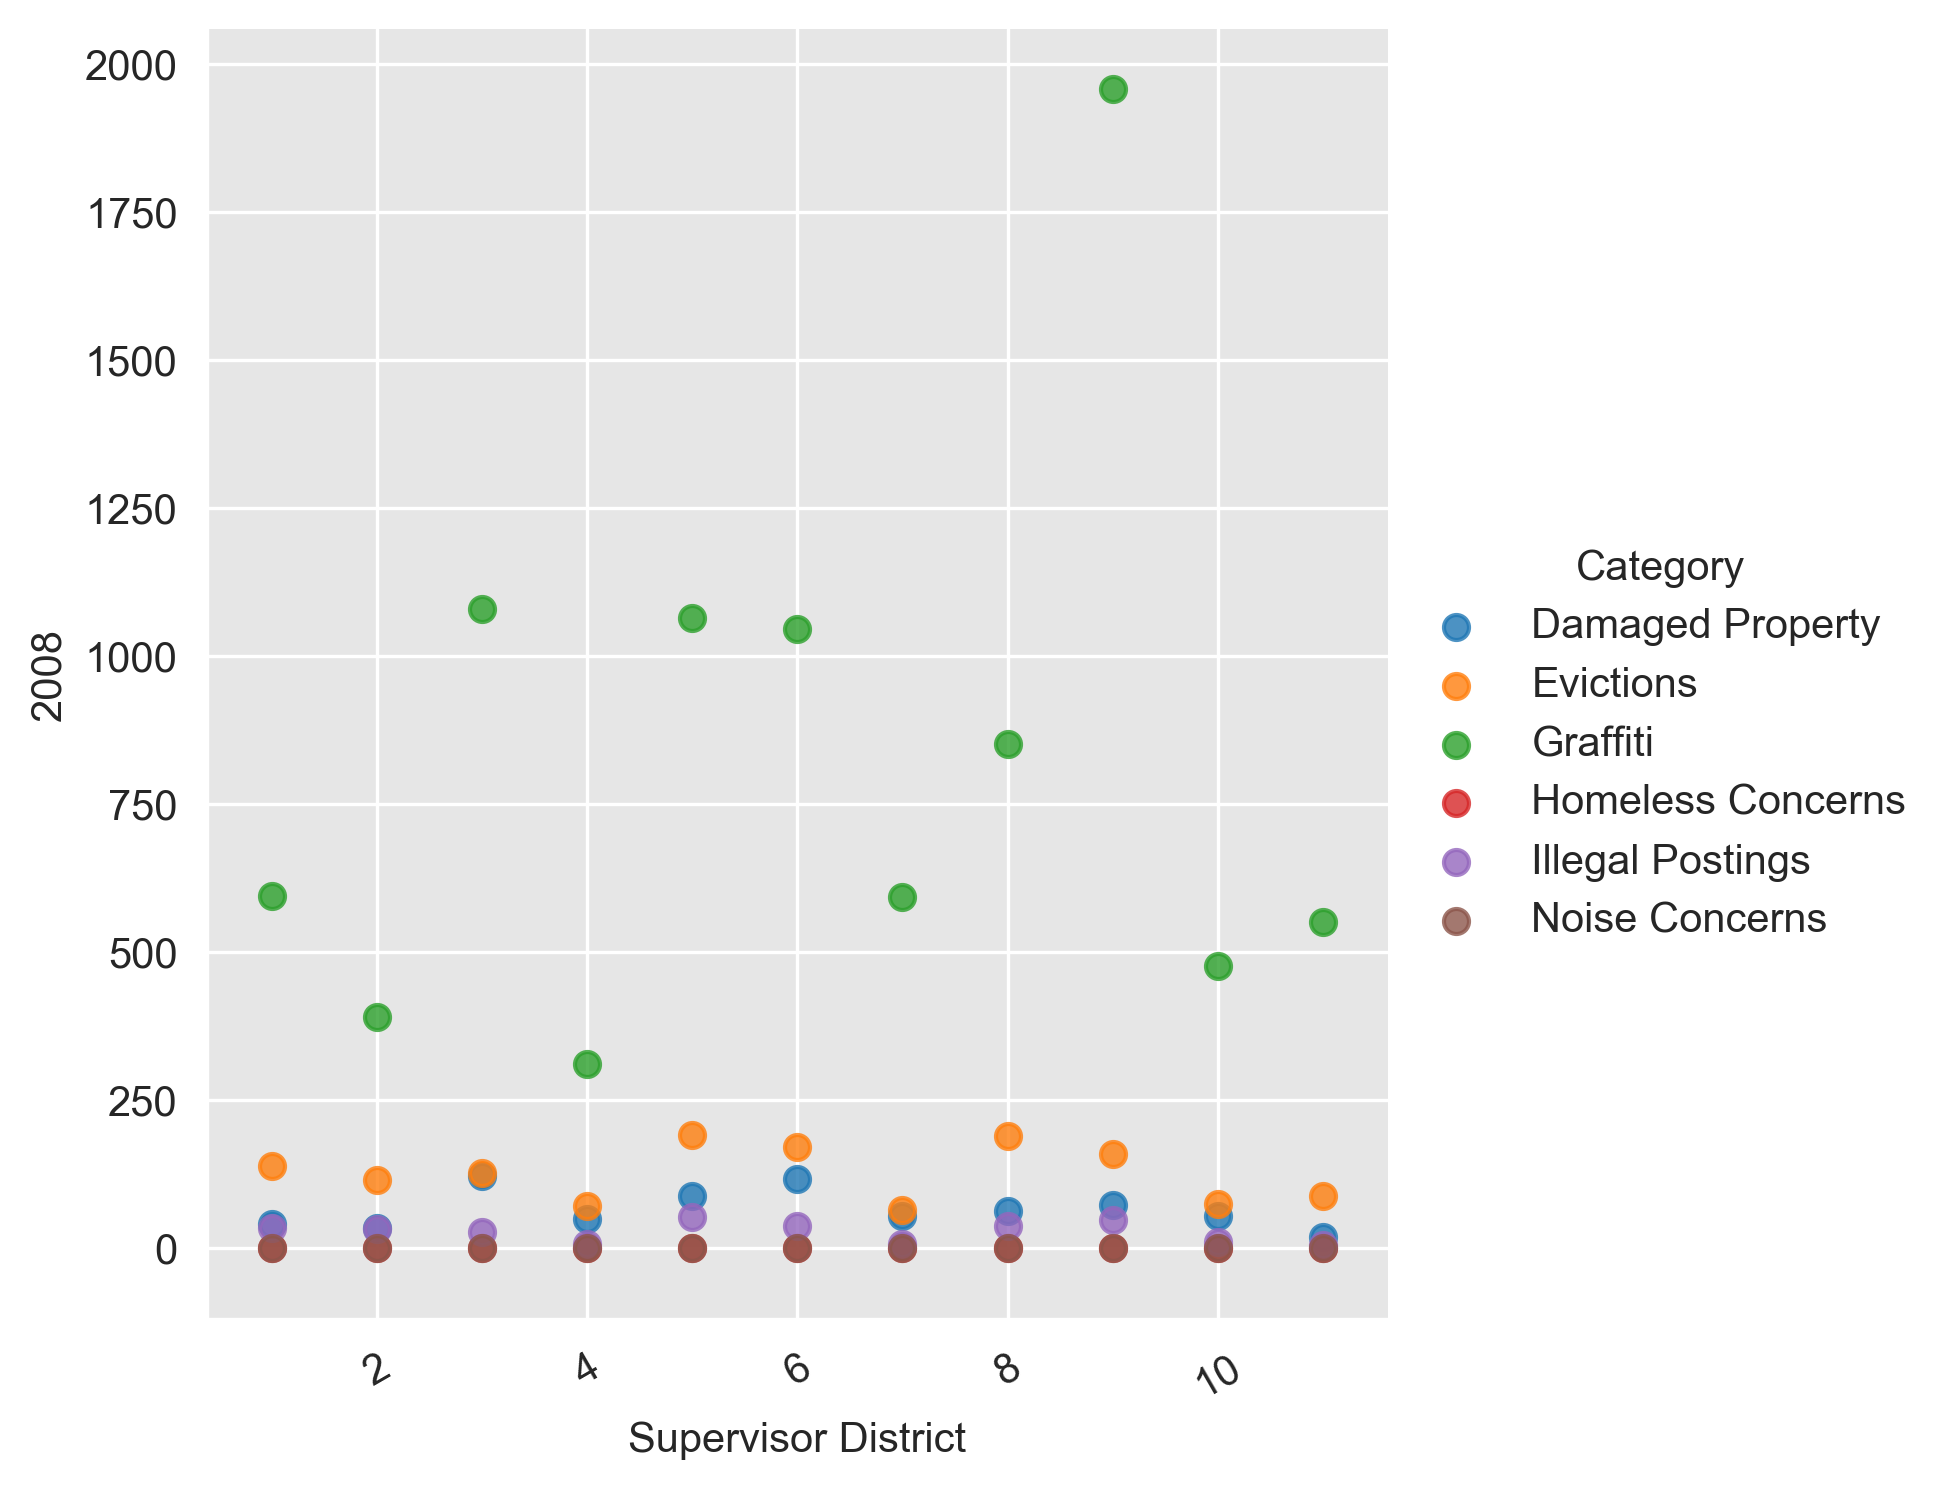 2000
1750
1500
1250
1000
750
500
250
0
2008
2
4
6
8
10
Supervisor District
Category
Damaged Property
Evictions
Graffiti
Homeless Concerns
Illegal Postings
Noise Concerns